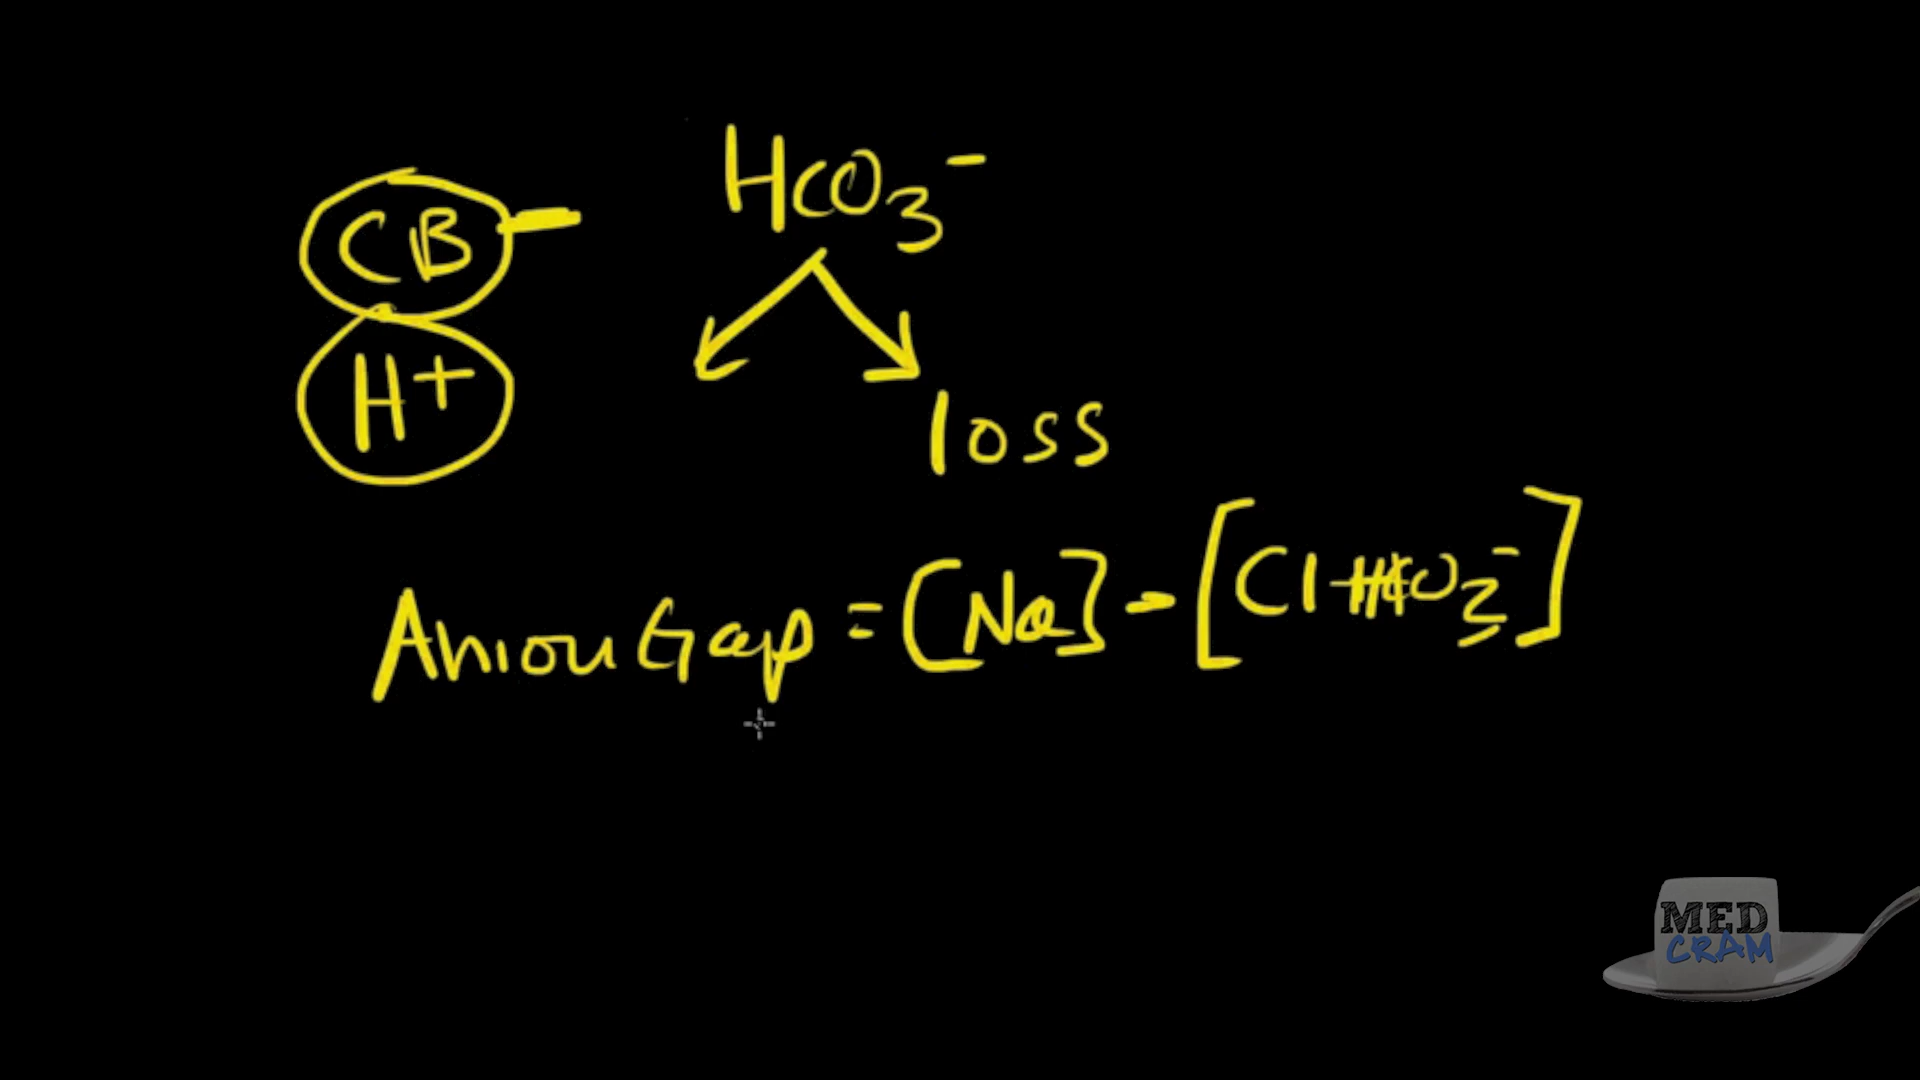 HCO3-
CB -
H+
loss
Anion Gap = [Na] - [Cl + HCO3-]
MED
CRAM